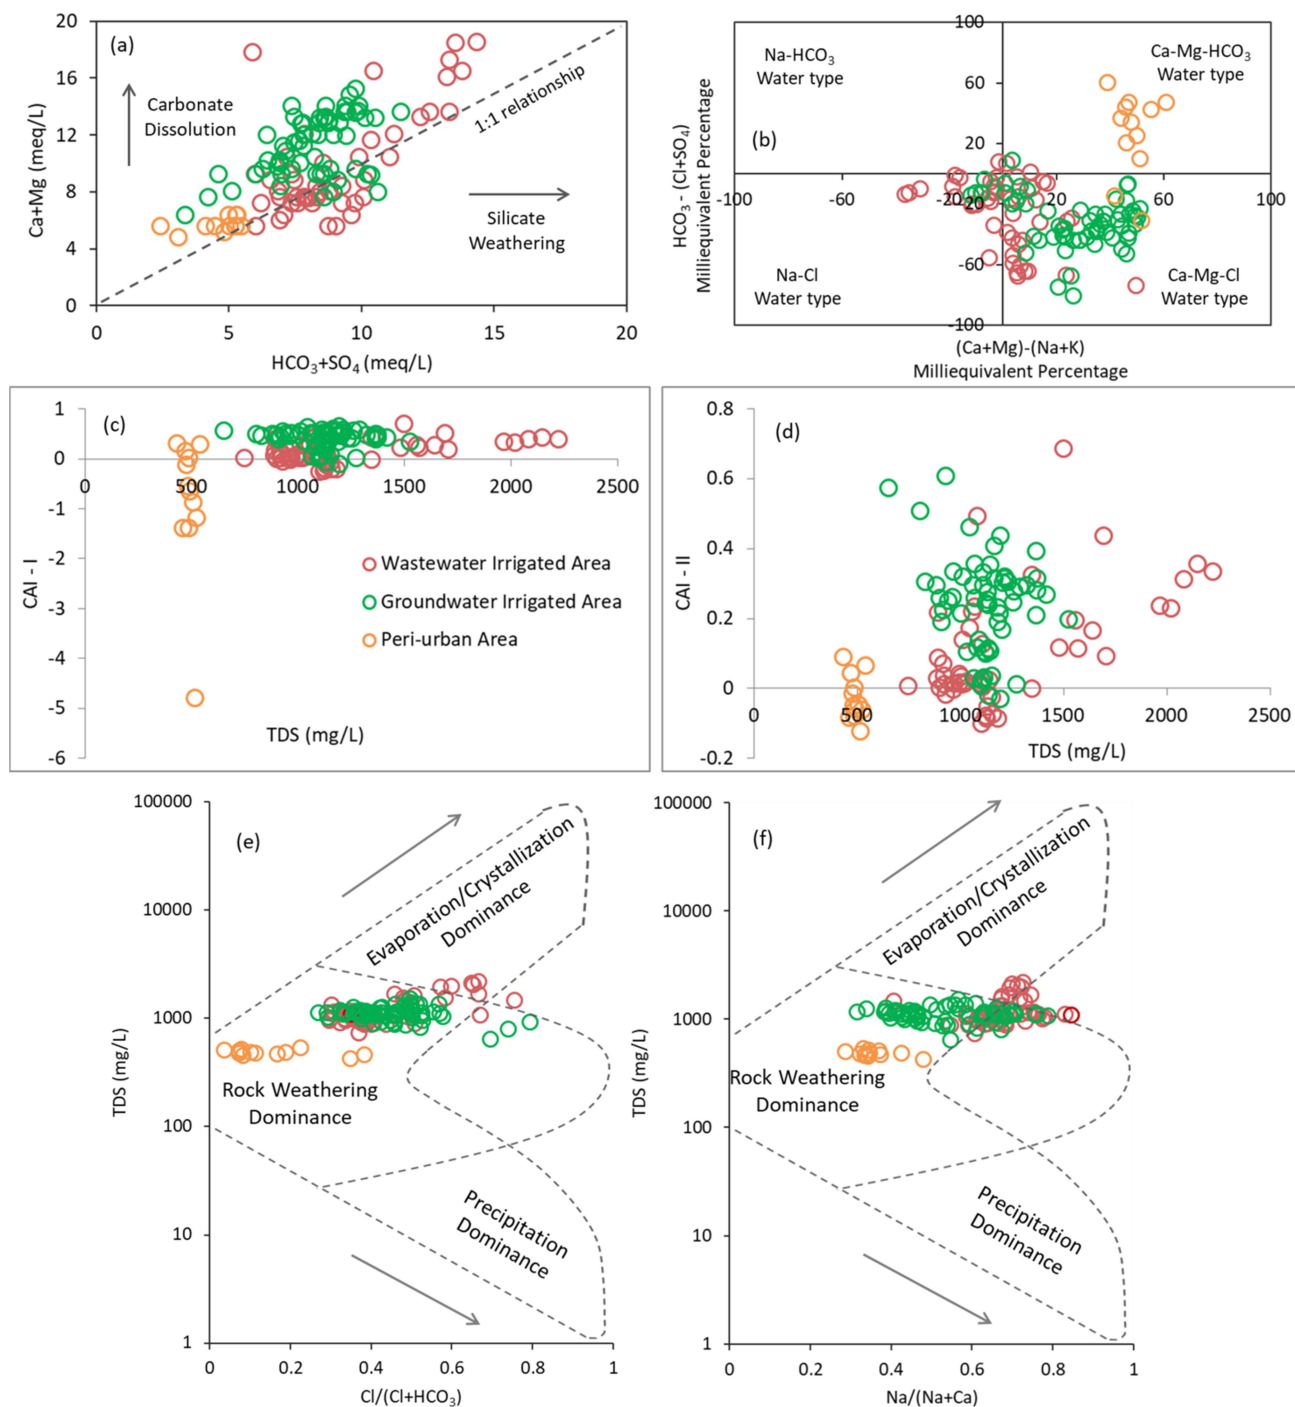 (a)
20
16
12
8
4
0
0
5
10
15
20
Ca+Mg (meq/L)
HCO₃+SO₄ (meq/L)
Carbonate
Dissolution
1:1 relationship
Silicate
Weathering
(b)
100
60
20
-20
-60
-100
-100
-60
-20
20
60
100
HCO₃ - (Cl+SO₄)
Milliequivalent Percentage
Na-HCO₃
Water type
Ca-Mg-HCO₃
Water type
Na-Cl
Water type
Ca-Mg-Cl
Water type
(Ca+Mg)-(Na+K)
Milliequivalent Percentage
(c)
1
0
-1
-2
-3
-4
-5
-6
0
500
1000
1500
2000
2500
CAI - I
Wastewater Irrigated Area
Groundwater Irrigated Area
Peri-urban Area
TDS (mg/L)
(d)
0.8
0.6
0.4
0.2
0
-0.2
0
500
1000
1500
2000
2500
CAI - II
TDS (mg/L)
(e)
100000
10000
1000
100
10
1
0
0.2
0.4
0.6
0.8
1
TDS (mg/L)
Evaporation/Crystallization
Dominance
Rock Weathering
Dominance
Precipitation
Dominance
Cl/(Cl+HCO₃)
(f)
100000
10000
1000
100
10
1
0
0.2
0.4
0.6
0.8
1
TDS (mg/L)
Evaporation/Crystallization
Dominance
Rock Weathering
Dominance
Precipitation
Dominance
Na/(Na+Ca)